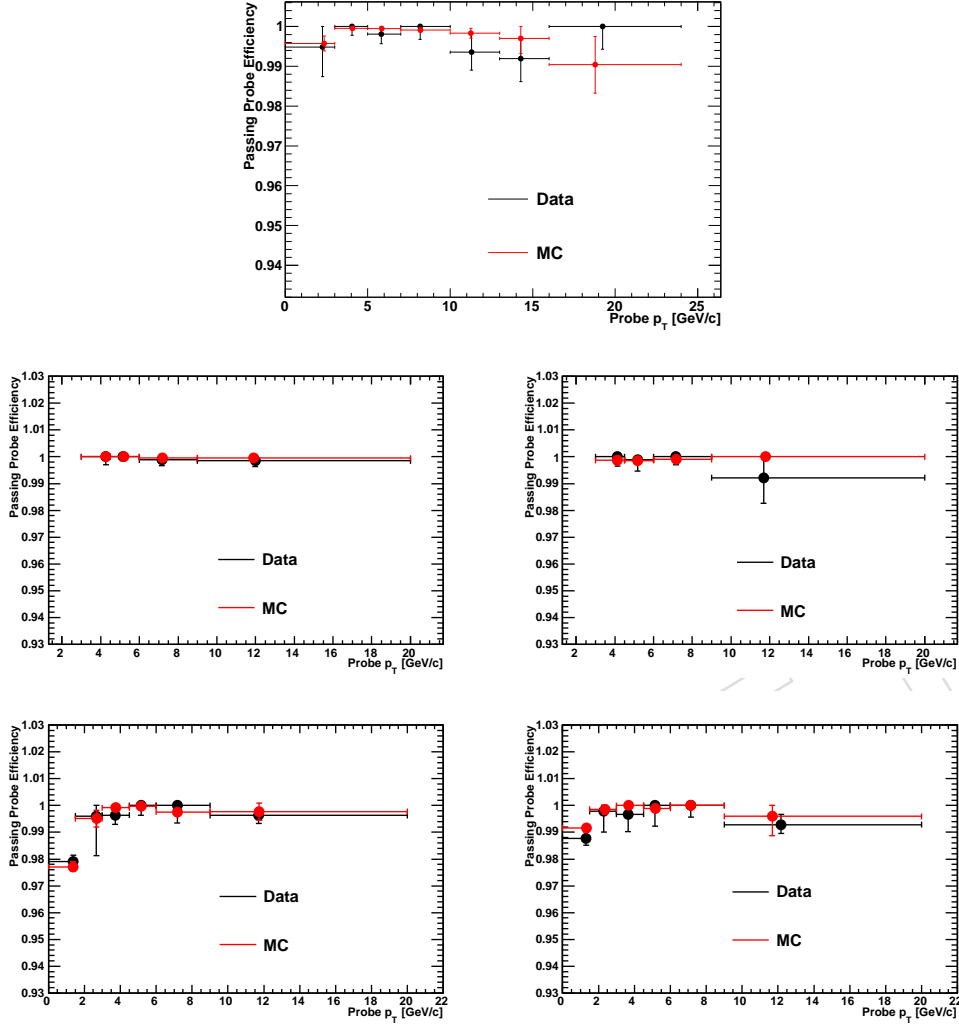 Passing Probe Efficiency
1
0.99
0.98
0.97
0.96
0.95
0.94
Data
MC
0 5 10 15 20 25
Probe p_T [GeV/c]
Passing Probe Efficiency
1.03
1.02
1.01
1
0.99
0.98
0.97
0.96
0.95
0.94
0.93
Data
MC
2 4 6 8 10 12 14 16 18 20
Probe p_T [GeV/c]
Passing Probe Efficiency
1.03
1.02
1.01
1
0.99
0.98
0.97
0.96
0.95
0.94
0.93
Data
MC
2 4 6 8 10 12 14 16 18 20
Probe p_T [GeV/c]
Passing Probe Efficiency
1.03
1.02
1.01
1
0.99
0.98
0.97
0.96
0.95
0.94
0.93
Data
MC
0 2 4 6 8 10 12 14 16 18 20 22
Probe p_T [GeV/c]
Passing Probe Efficiency
1.03
1.02
1.01
1
0.99
0.98
0.97
0.96
0.95
0.94
0.93
Data
MC
0 2 4 6 8 10 12 14 16 18 20 22
Probe p_T [GeV/c]